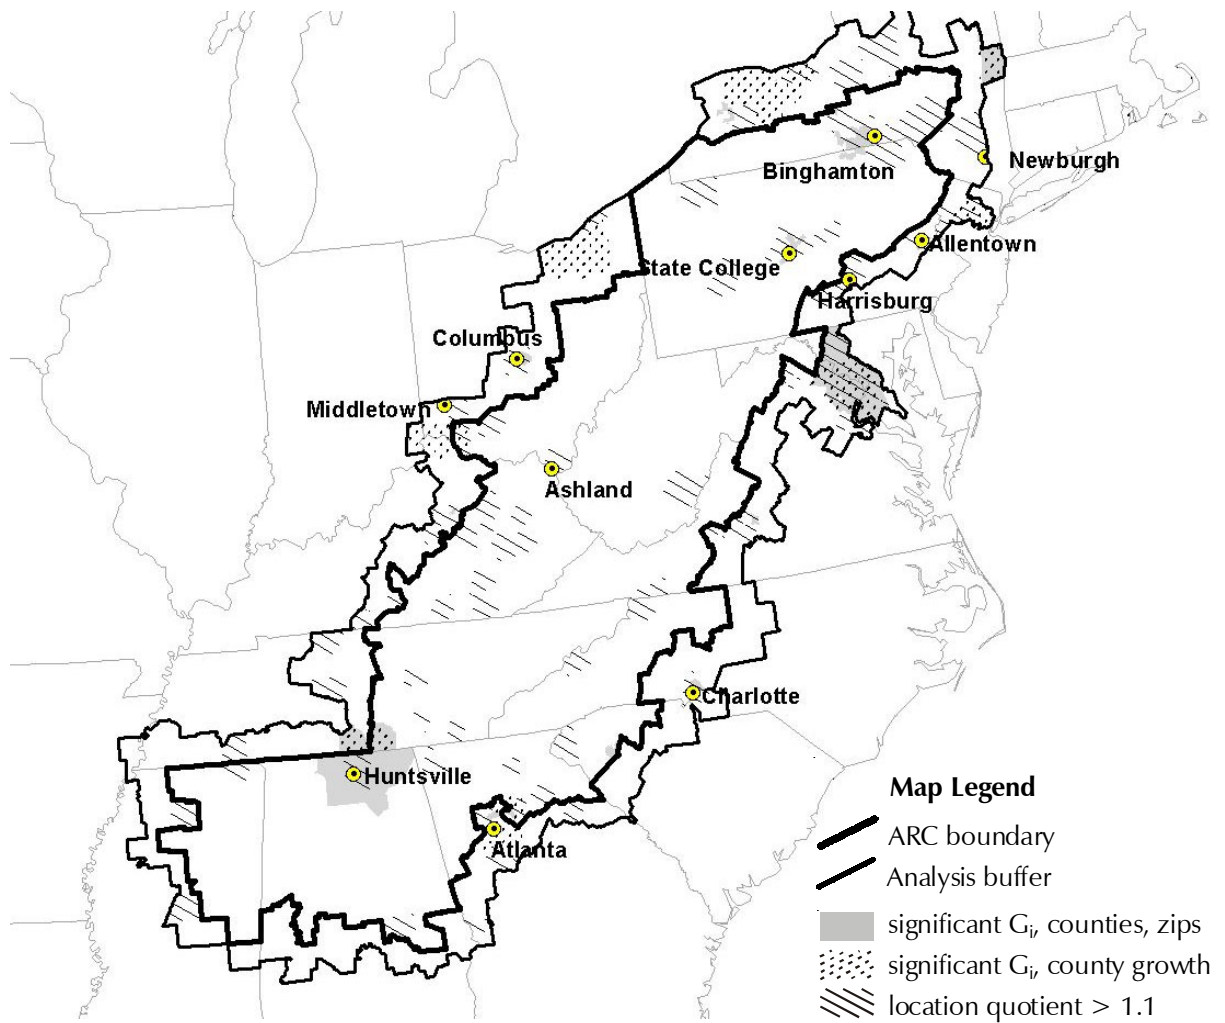 Binghamton
Newburgh
Allentown
State College
Harrisburg
Columbus
Middletown
Ashland
Charlotte
Huntsville
Atlanta
Map Legend
ARC boundary
Analysis buffer
significant Gi, counties, zips
significant Gi, county growth
location quotient > 1.1